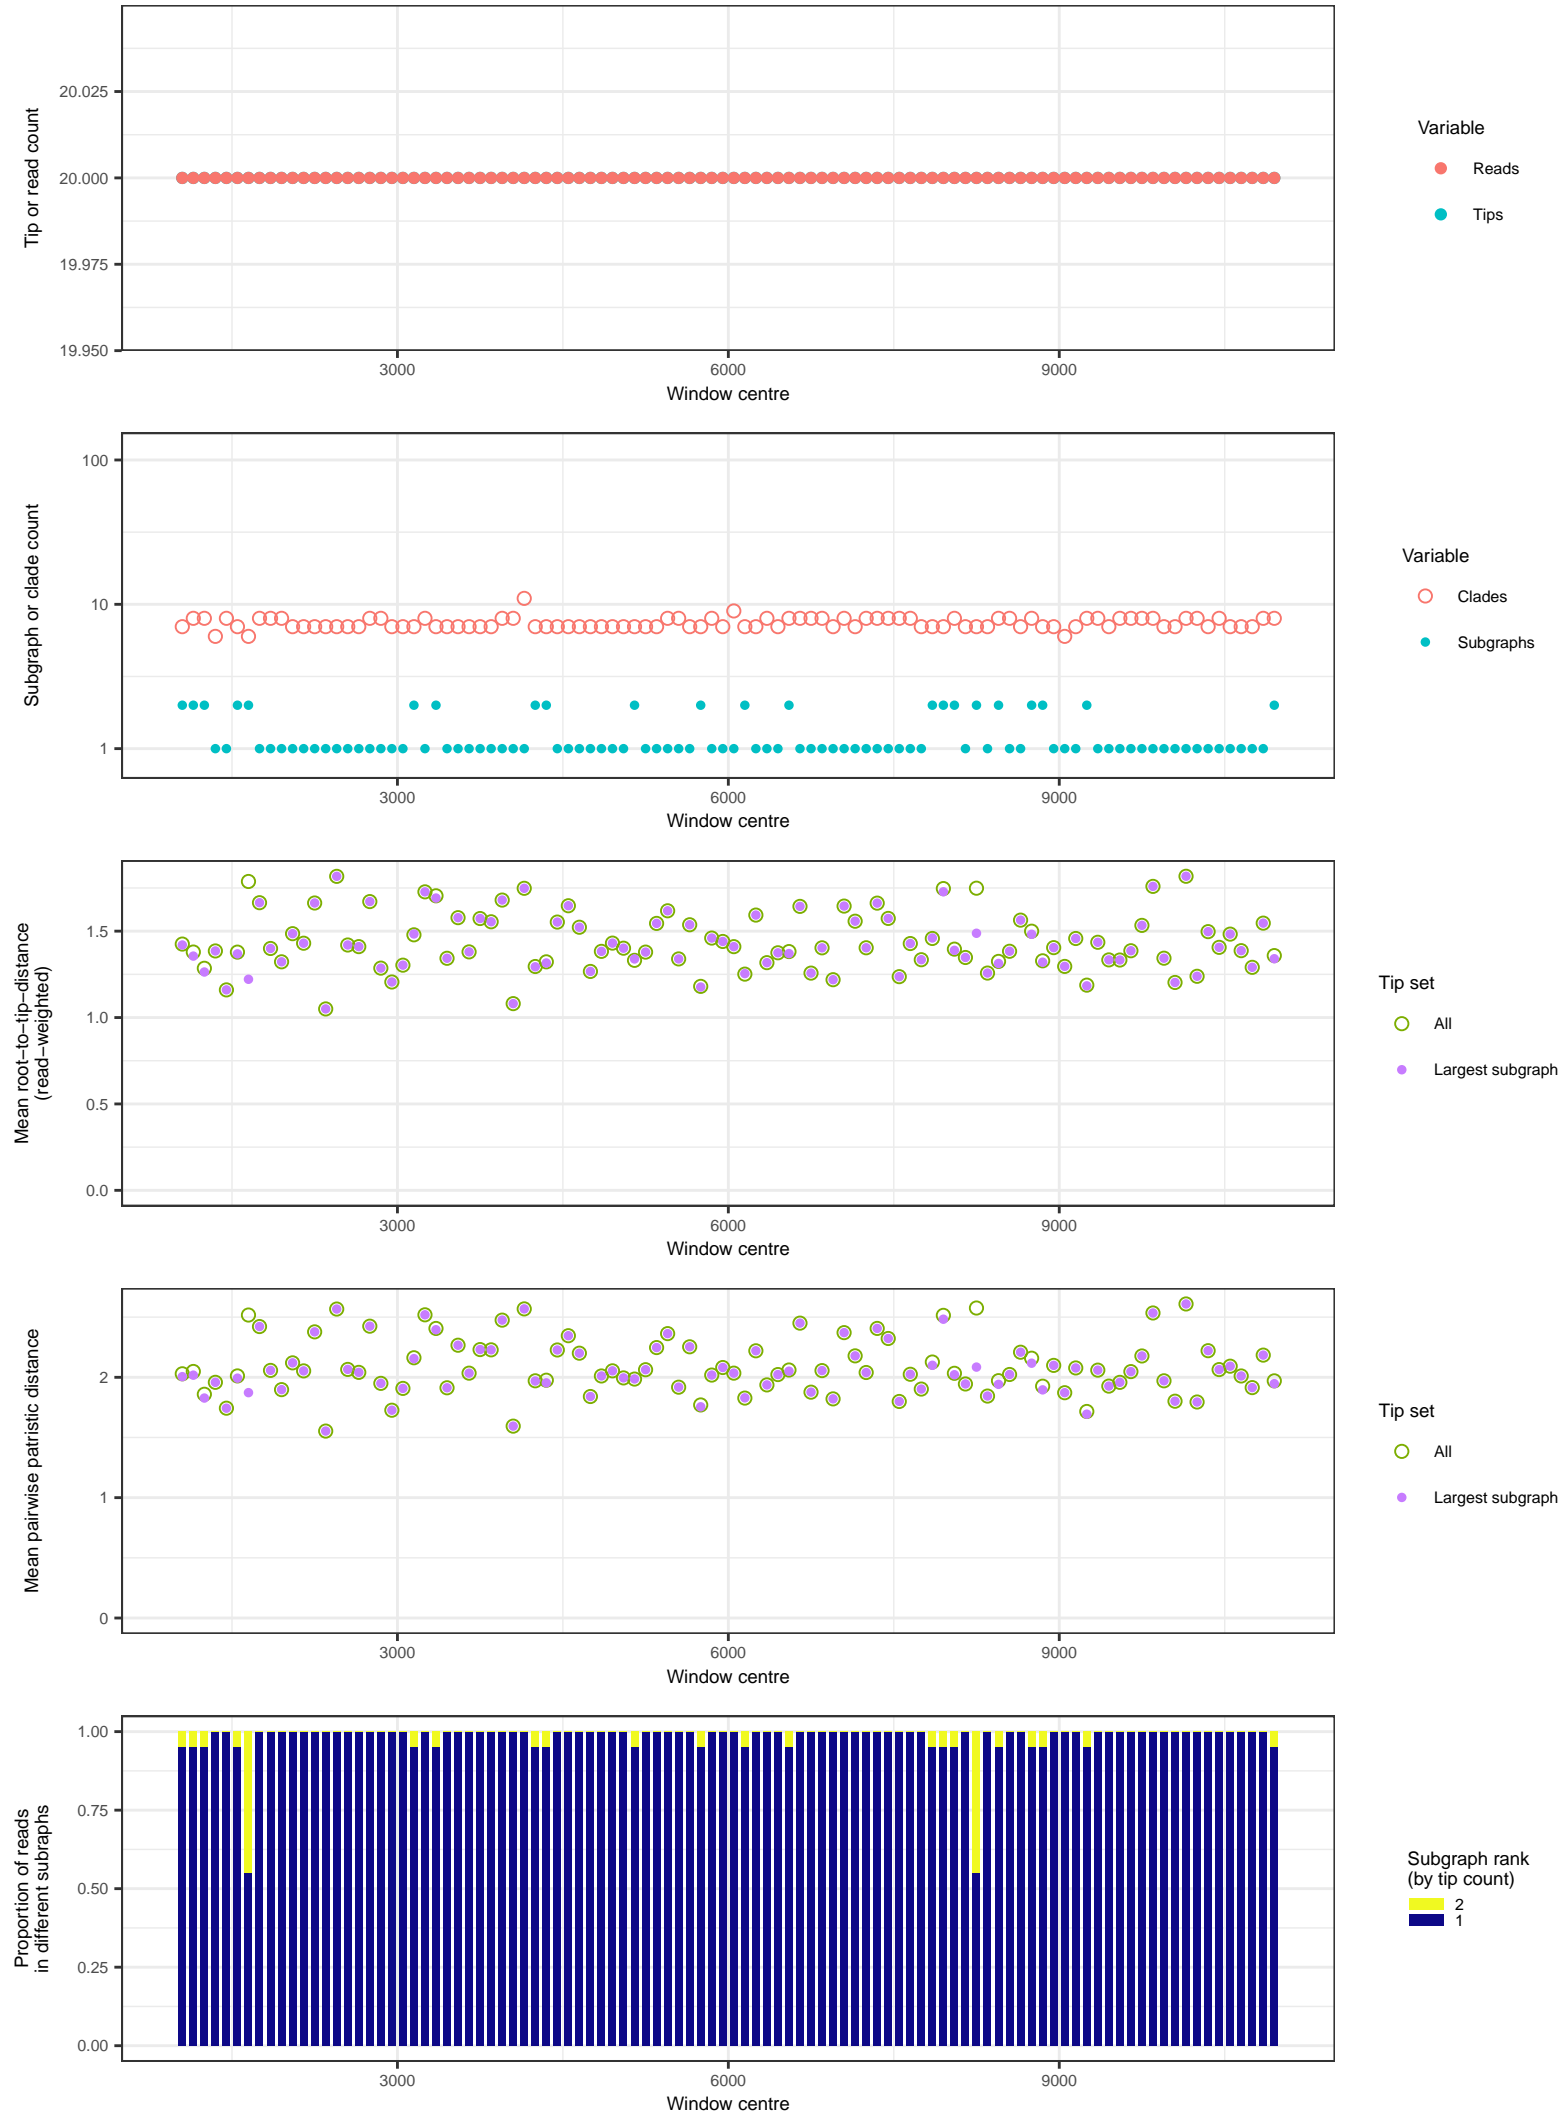 20.025
20.000
19.975
19.950
Tip or read count
3000 6000 9000
Window centre
Variable
Reads
Tips
100
10
1
Subgraph or clade count
3000 6000 9000
Window centre
Variable
Clades
Subgraphs
1.5
1.0
0.5
0.0
Mean root−to−tip−distance
(read−weighted)
3000 6000 9000
Window centre
Tip set
All
Largest subgraph
2
1
0
Mean pairwise patristic distance
3000 6000 9000
Window centre
Tip set
All
Largest subgraph
1.00
0.75
0.50
0.25
0.00
Proportion of reads
in different subraphs
3000 6000 9000
Window centre
Subgraph rank
(by tip count)
2
1